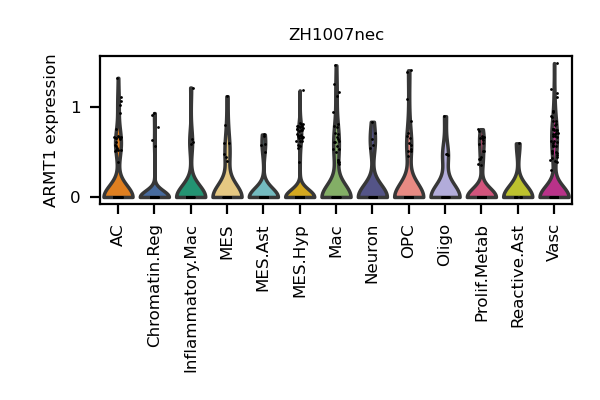 ZH1007nec
ARMT1 expression
1
0
AC
Chromatin.Reg
Inflammatory.Mac
MES
MES.Ast
MES.Hyp
Mac
Neuron
OPC
Oligo
Prolif.Metab
Reactive.Ast
Vasc